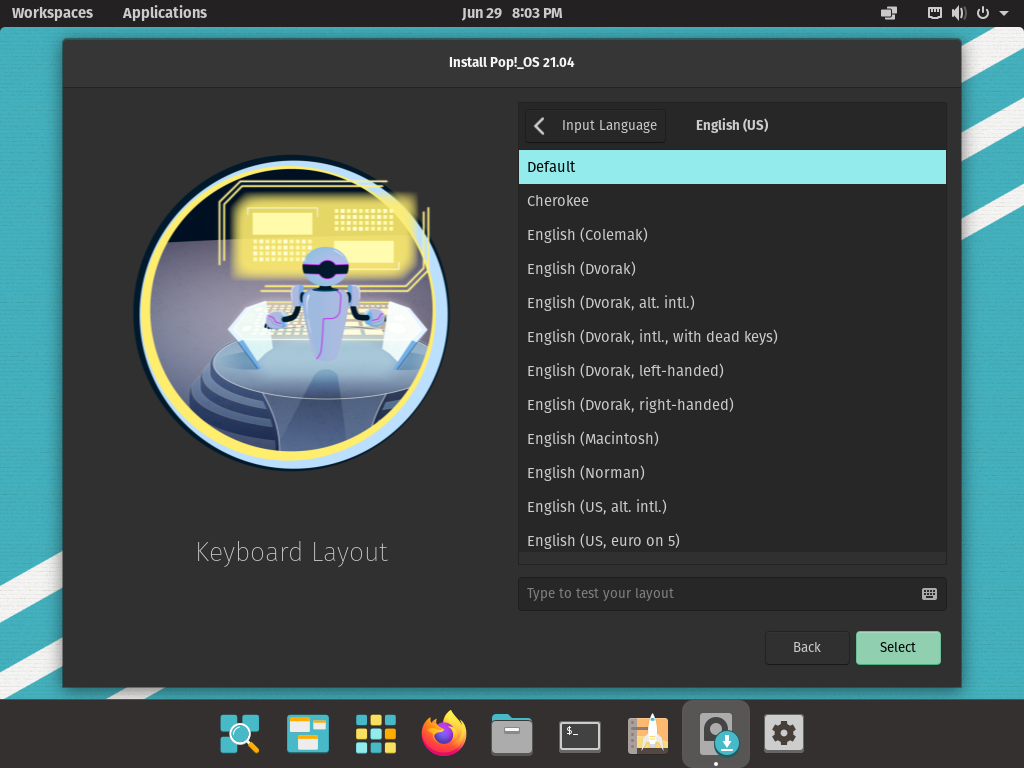 Workspaces Applications Jun 29 8:03 PM
Install Pop!_OS 21.04
Input Language English (US)
Default
Cherokee
English (Colemak)
English (Dvorak)
English (Dvorak, alt. intl.)
English (Dvorak, intl., with dead keys)
English (Dvorak, left-handed)
English (Dvorak, right-handed)
English (Macintosh)
English (Norman)
English (US, alt. intl.)
English (US, euro on 5)
Keyboard Layout
Type to test your layout
Back Select
$_